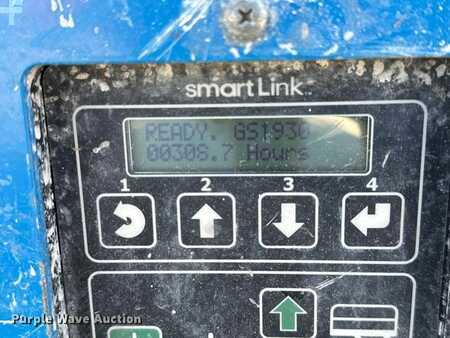 smartLink
READY. GS1930
00308.7 Hours
1 2 3 4
Purple Wave Auction